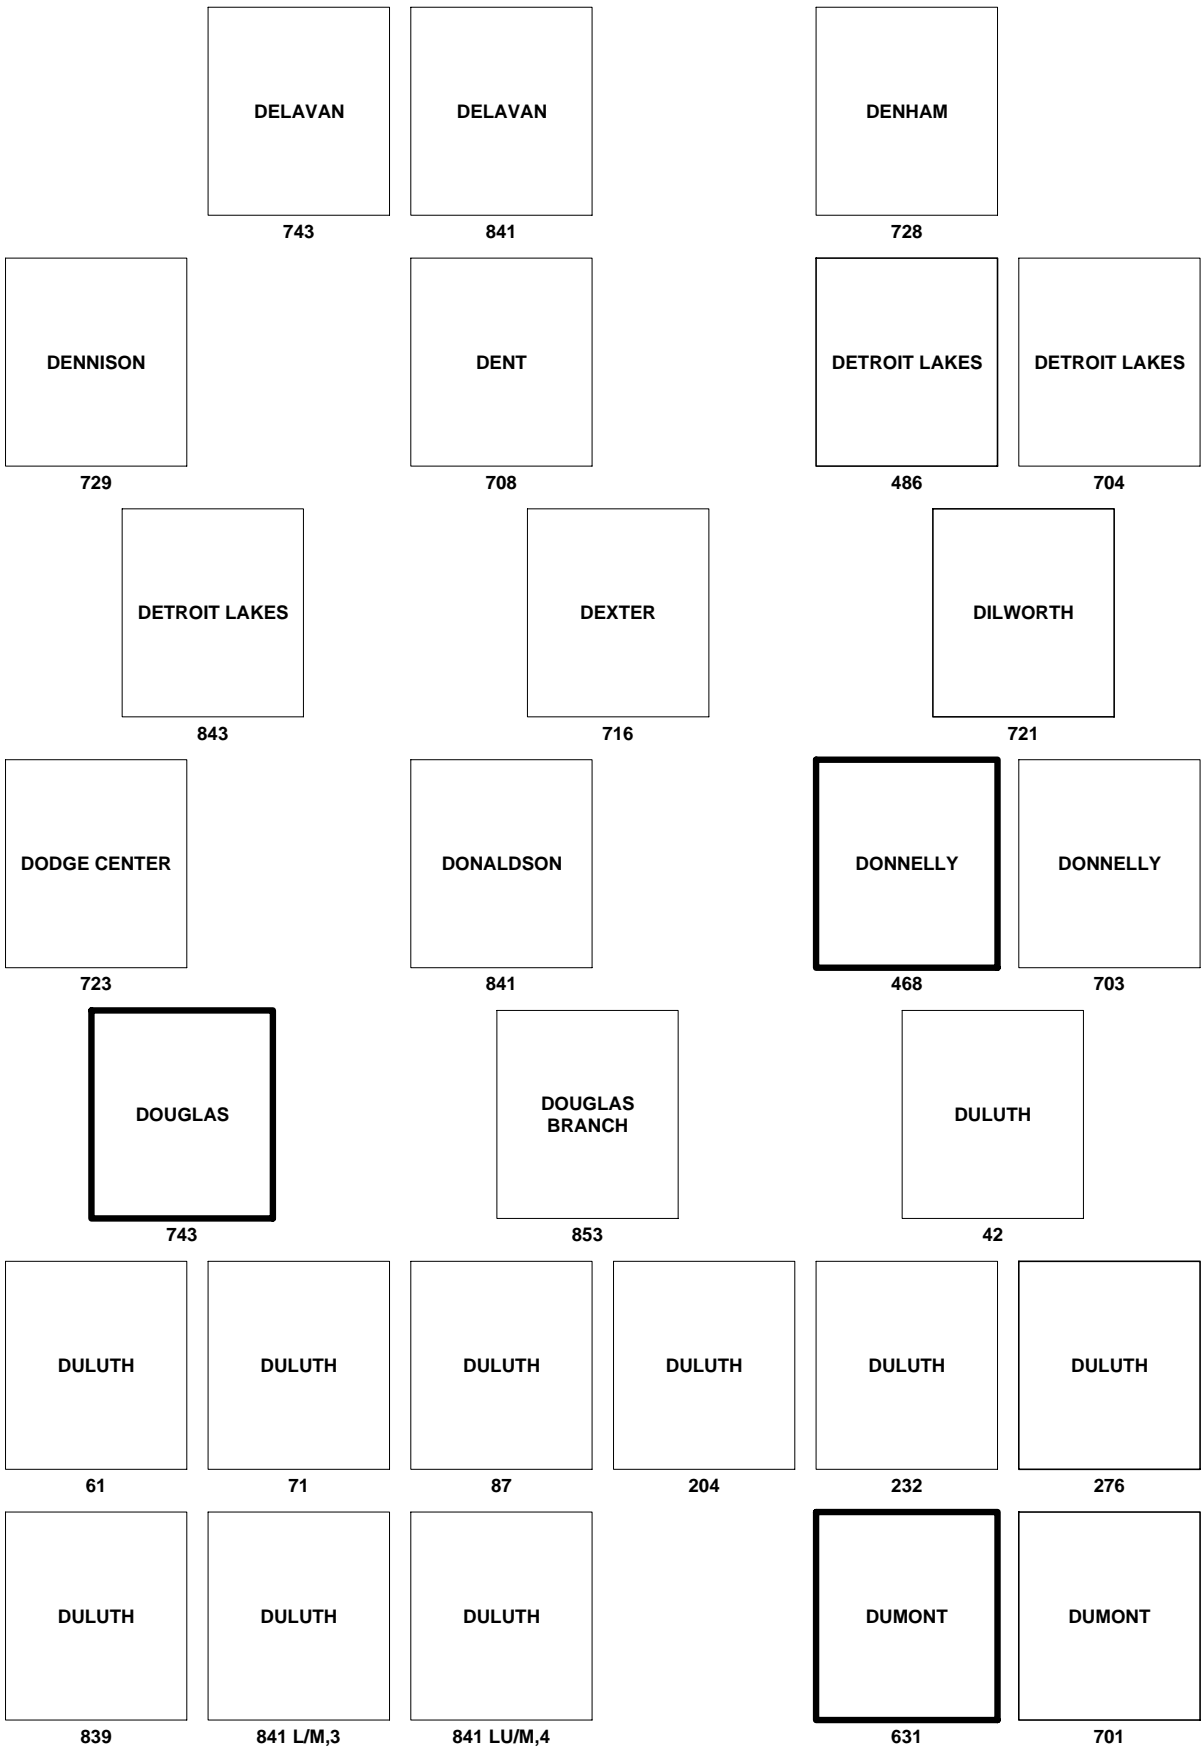 DELAVAN DELAVAN DENHAM
743 841 728
DENNISON DENT DETROIT LAKES DETROIT LAKES
729 708 486 704
DETROIT LAKES DEXTER DILWORTH
843 716 721
DODGE CENTER DONALDSON DONNELLY DONNELLY
723 841 468 703
DOUGLAS DOUGLAS BRANCH DULUTH
743 853 42
DULUTH DULUTH DULUTH DULUTH DULUTH DULUTH
61 71 87 204 232 276
DULUTH DULUTH DULUTH DUMONT DUMONT
839 841 L/M,3 841 LU/M,4 631 701